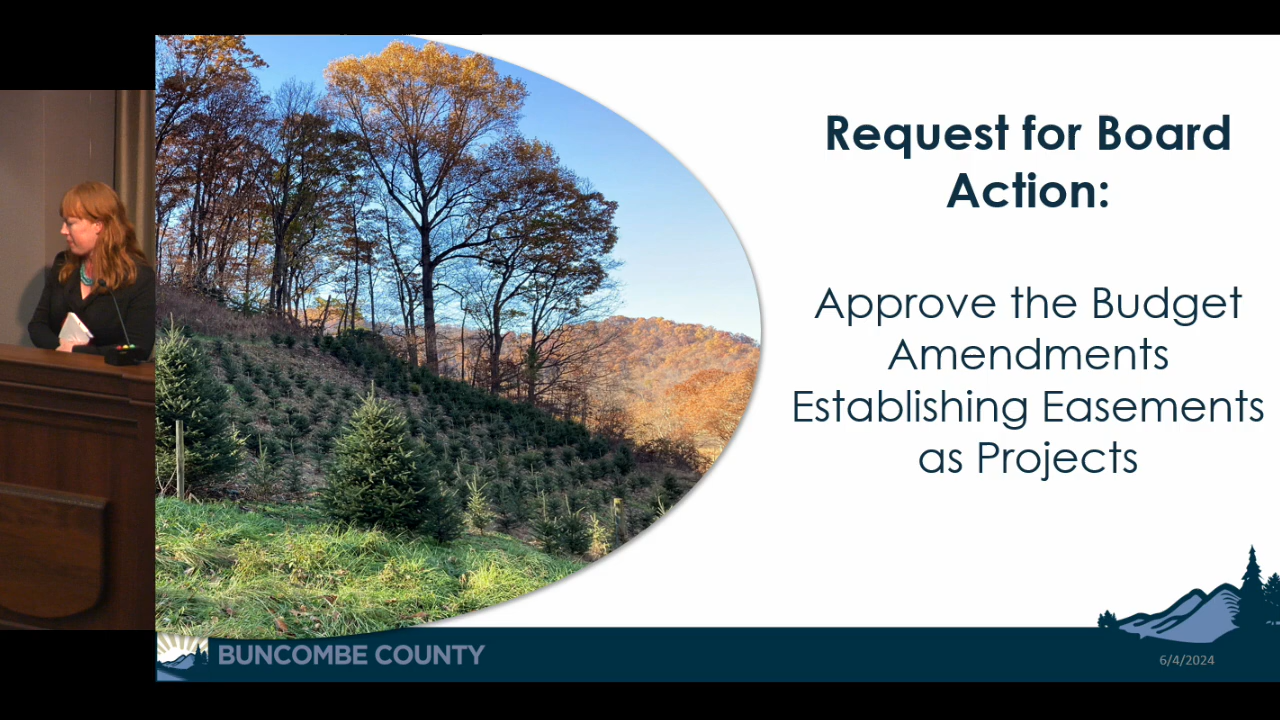 Request for Board
Action:
Approve the Budget
Amendments
Establishing Easements
as Projects
BUNCOMBE COUNTY
6/4/2024